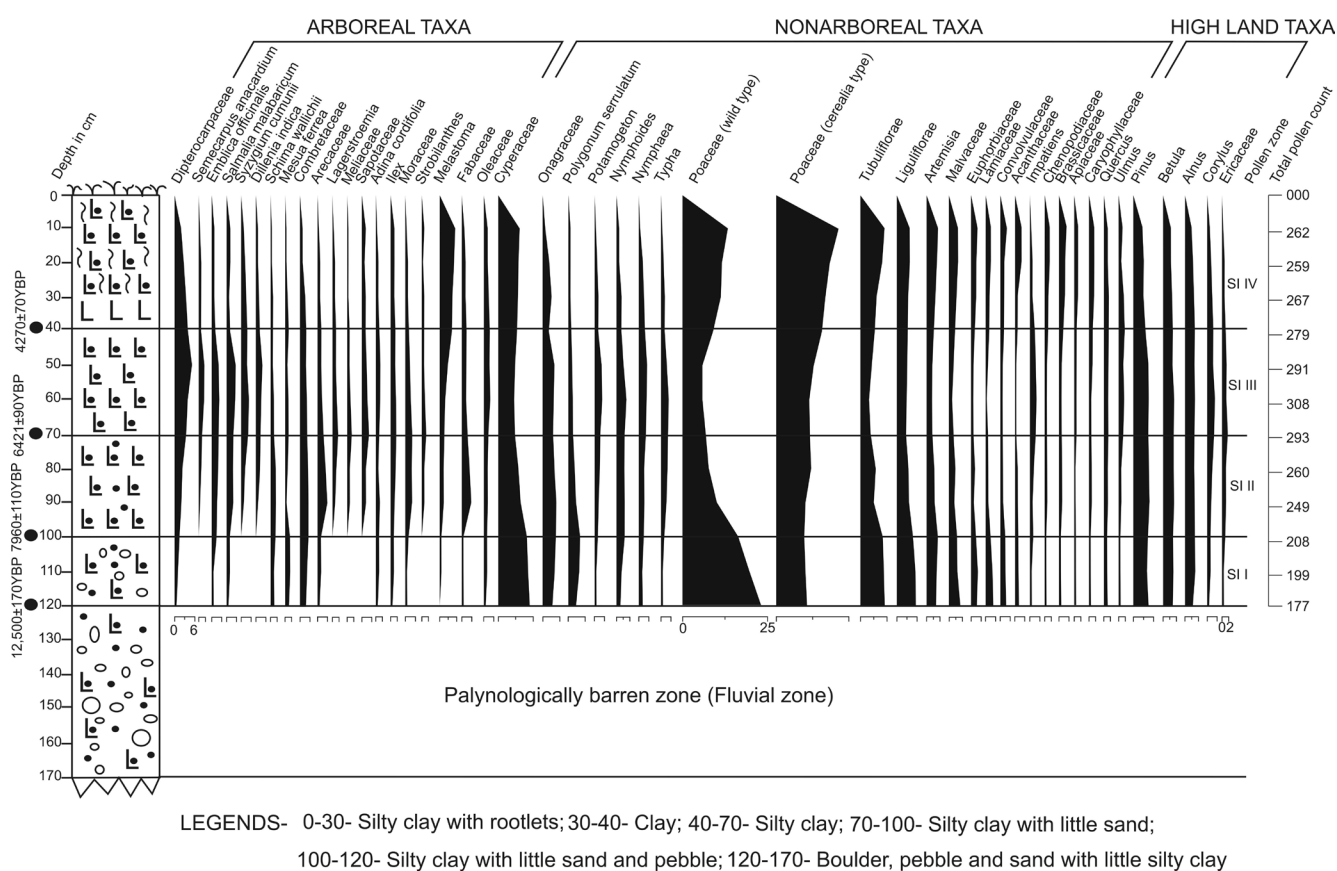 ARBOREAL TAXA
NONARBOREAL TAXA
HIGH LAND TAXA
Depth in cm
Dipterocarpaceae
Semecarpus anacardium
Emblica officinalis
Salmalia malabaricum
Syzygium cumunii
Dillenia indica
Schima wallichii
Mesua ferrea
Combretaceae
Arecaceae
Lagerstroemia
Meliaceae
Sapotaceae
Adina cordifolia
Ilex
Moraceae
Strobilanthes
Melastoma
Fabaceae
Oleaceae
Cyperaceae
Onagraceae
Polygonum serrulatum
Potamogeton
Nymphoides
Nymphaea
Typha
Poaceae (wild type)
Poaceae (cerealia type)
Tubuliflorae
Liguliflorae
Artemisia
Malvaceae
Euphorbiaceae
Lamiaceae
Convolvulaceae
Acanthaceae
Impatiens
Chenopodiaceae
Brassicaceae
Apiaceae
Caryophyllaceae
Quercus
Ulmus
Pinus
Betula
Alnus
Corylus
Ericaceae
Pollen zone
Total pollen count
0
10
20
30
40
50
60
70
80
90
100
110
120
130
140
150
160
170
4270±70YBP
6421±90YBP
7960±110YBP
12,500±170YBP
SI IV
SI III
SI II
SI I
000
262
259
267
279
291
308
293
260
249
208
199
177
0 6
0 25
02
Palynologically barren zone (Fluvial zone)
LEGENDS- 0-30- Silty clay with rootlets; 30-40- Clay; 40-70- Silty clay; 70-100- Silty clay with little sand;
100-120- Silty clay with little sand and pebble; 120-170- Boulder, pebble and sand with little silty clay